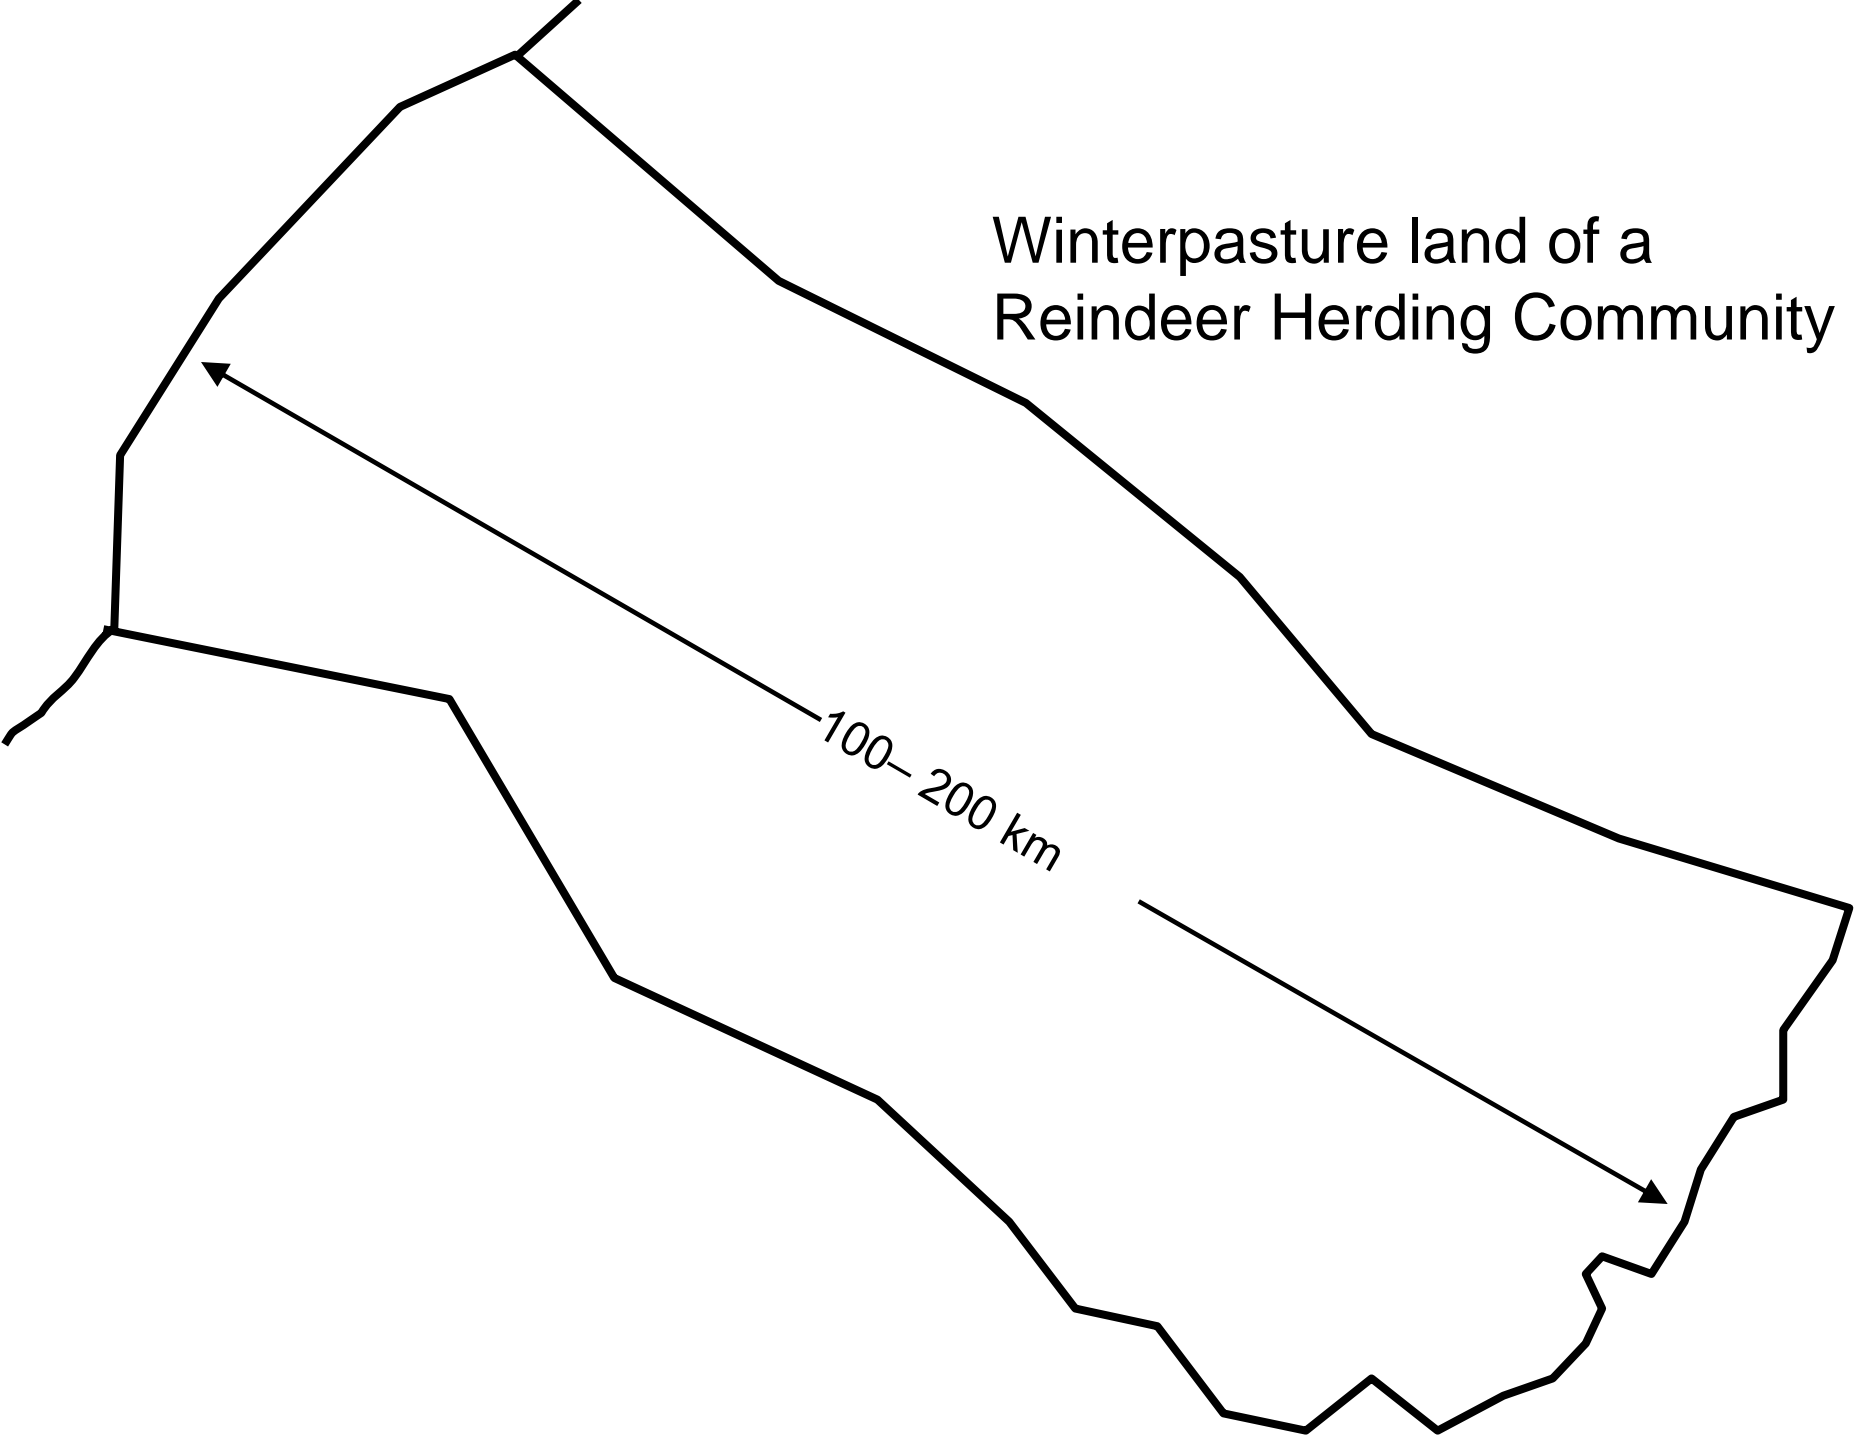 Winterpasture land of a
Reindeer Herding Community
100– 200 km